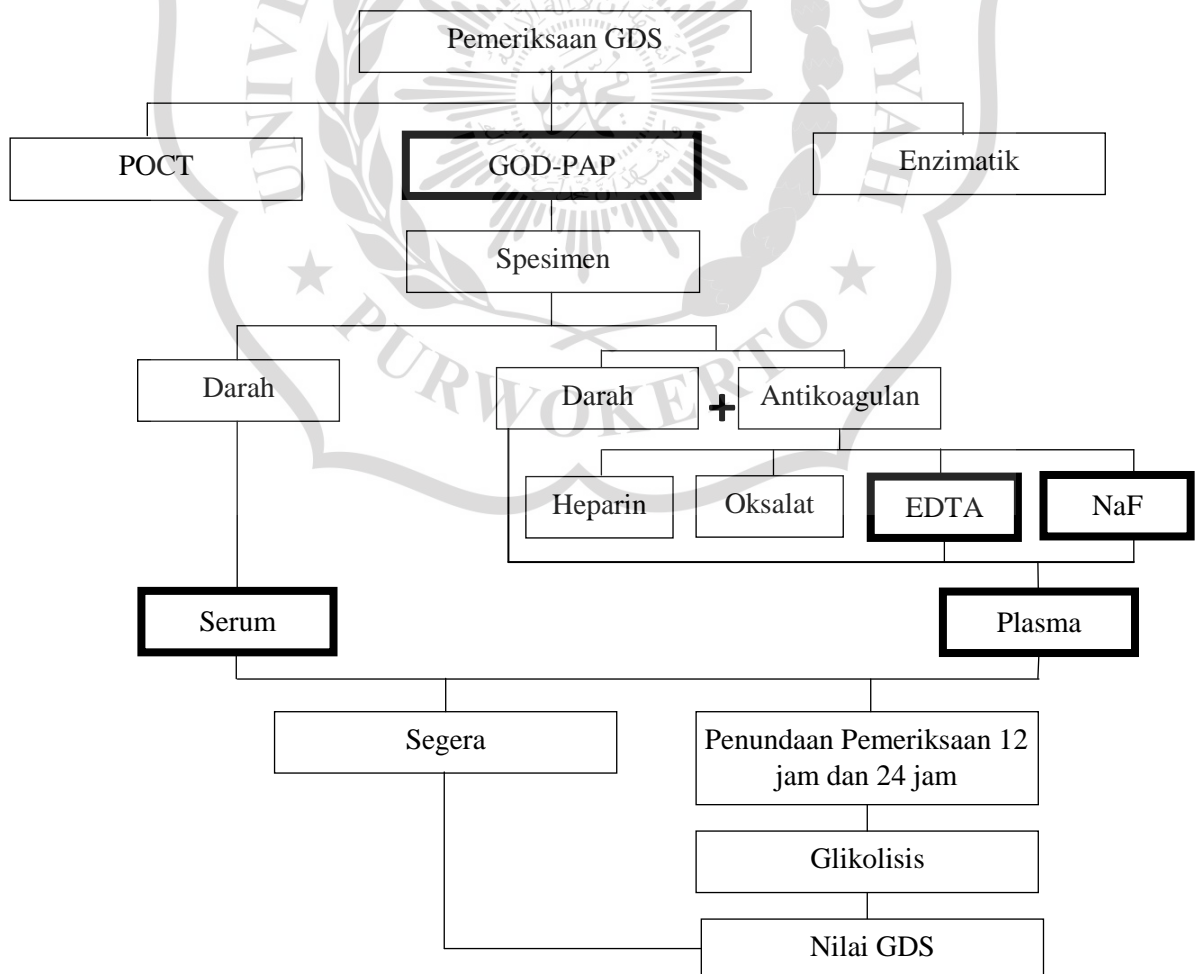 Pemeriksaan GDS
POCT
GOD-PAP
Enzimatik
Spesimen
Darah
Darah
+
Antikoagulan
Heparin
Oksalat
EDTA
NaF
Serum
Plasma
Segera
Penundaan Pemeriksaan 12
jam dan 24 jam
Glikolisis
Nilai GDS
PURWOKERTO